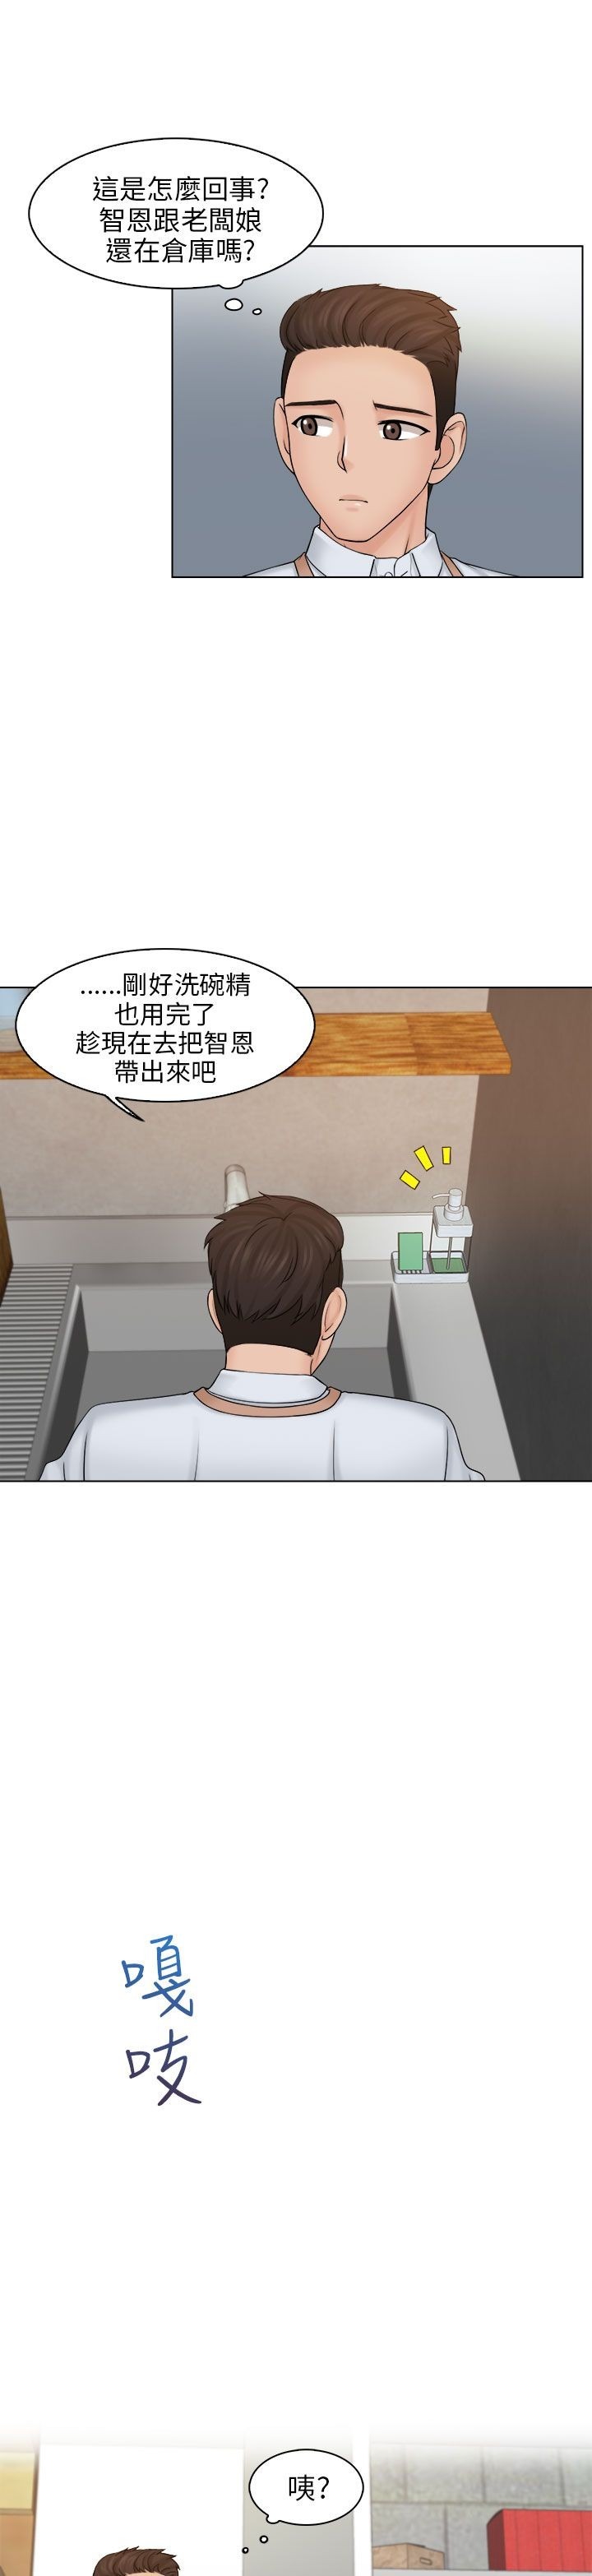 這是怎麼回事?
智恩跟老闆娘
還在倉庫嗎?
......剛好洗碗精
也用完了
趁現在去把智恩
帶出來吧
嘎
吱
咦?